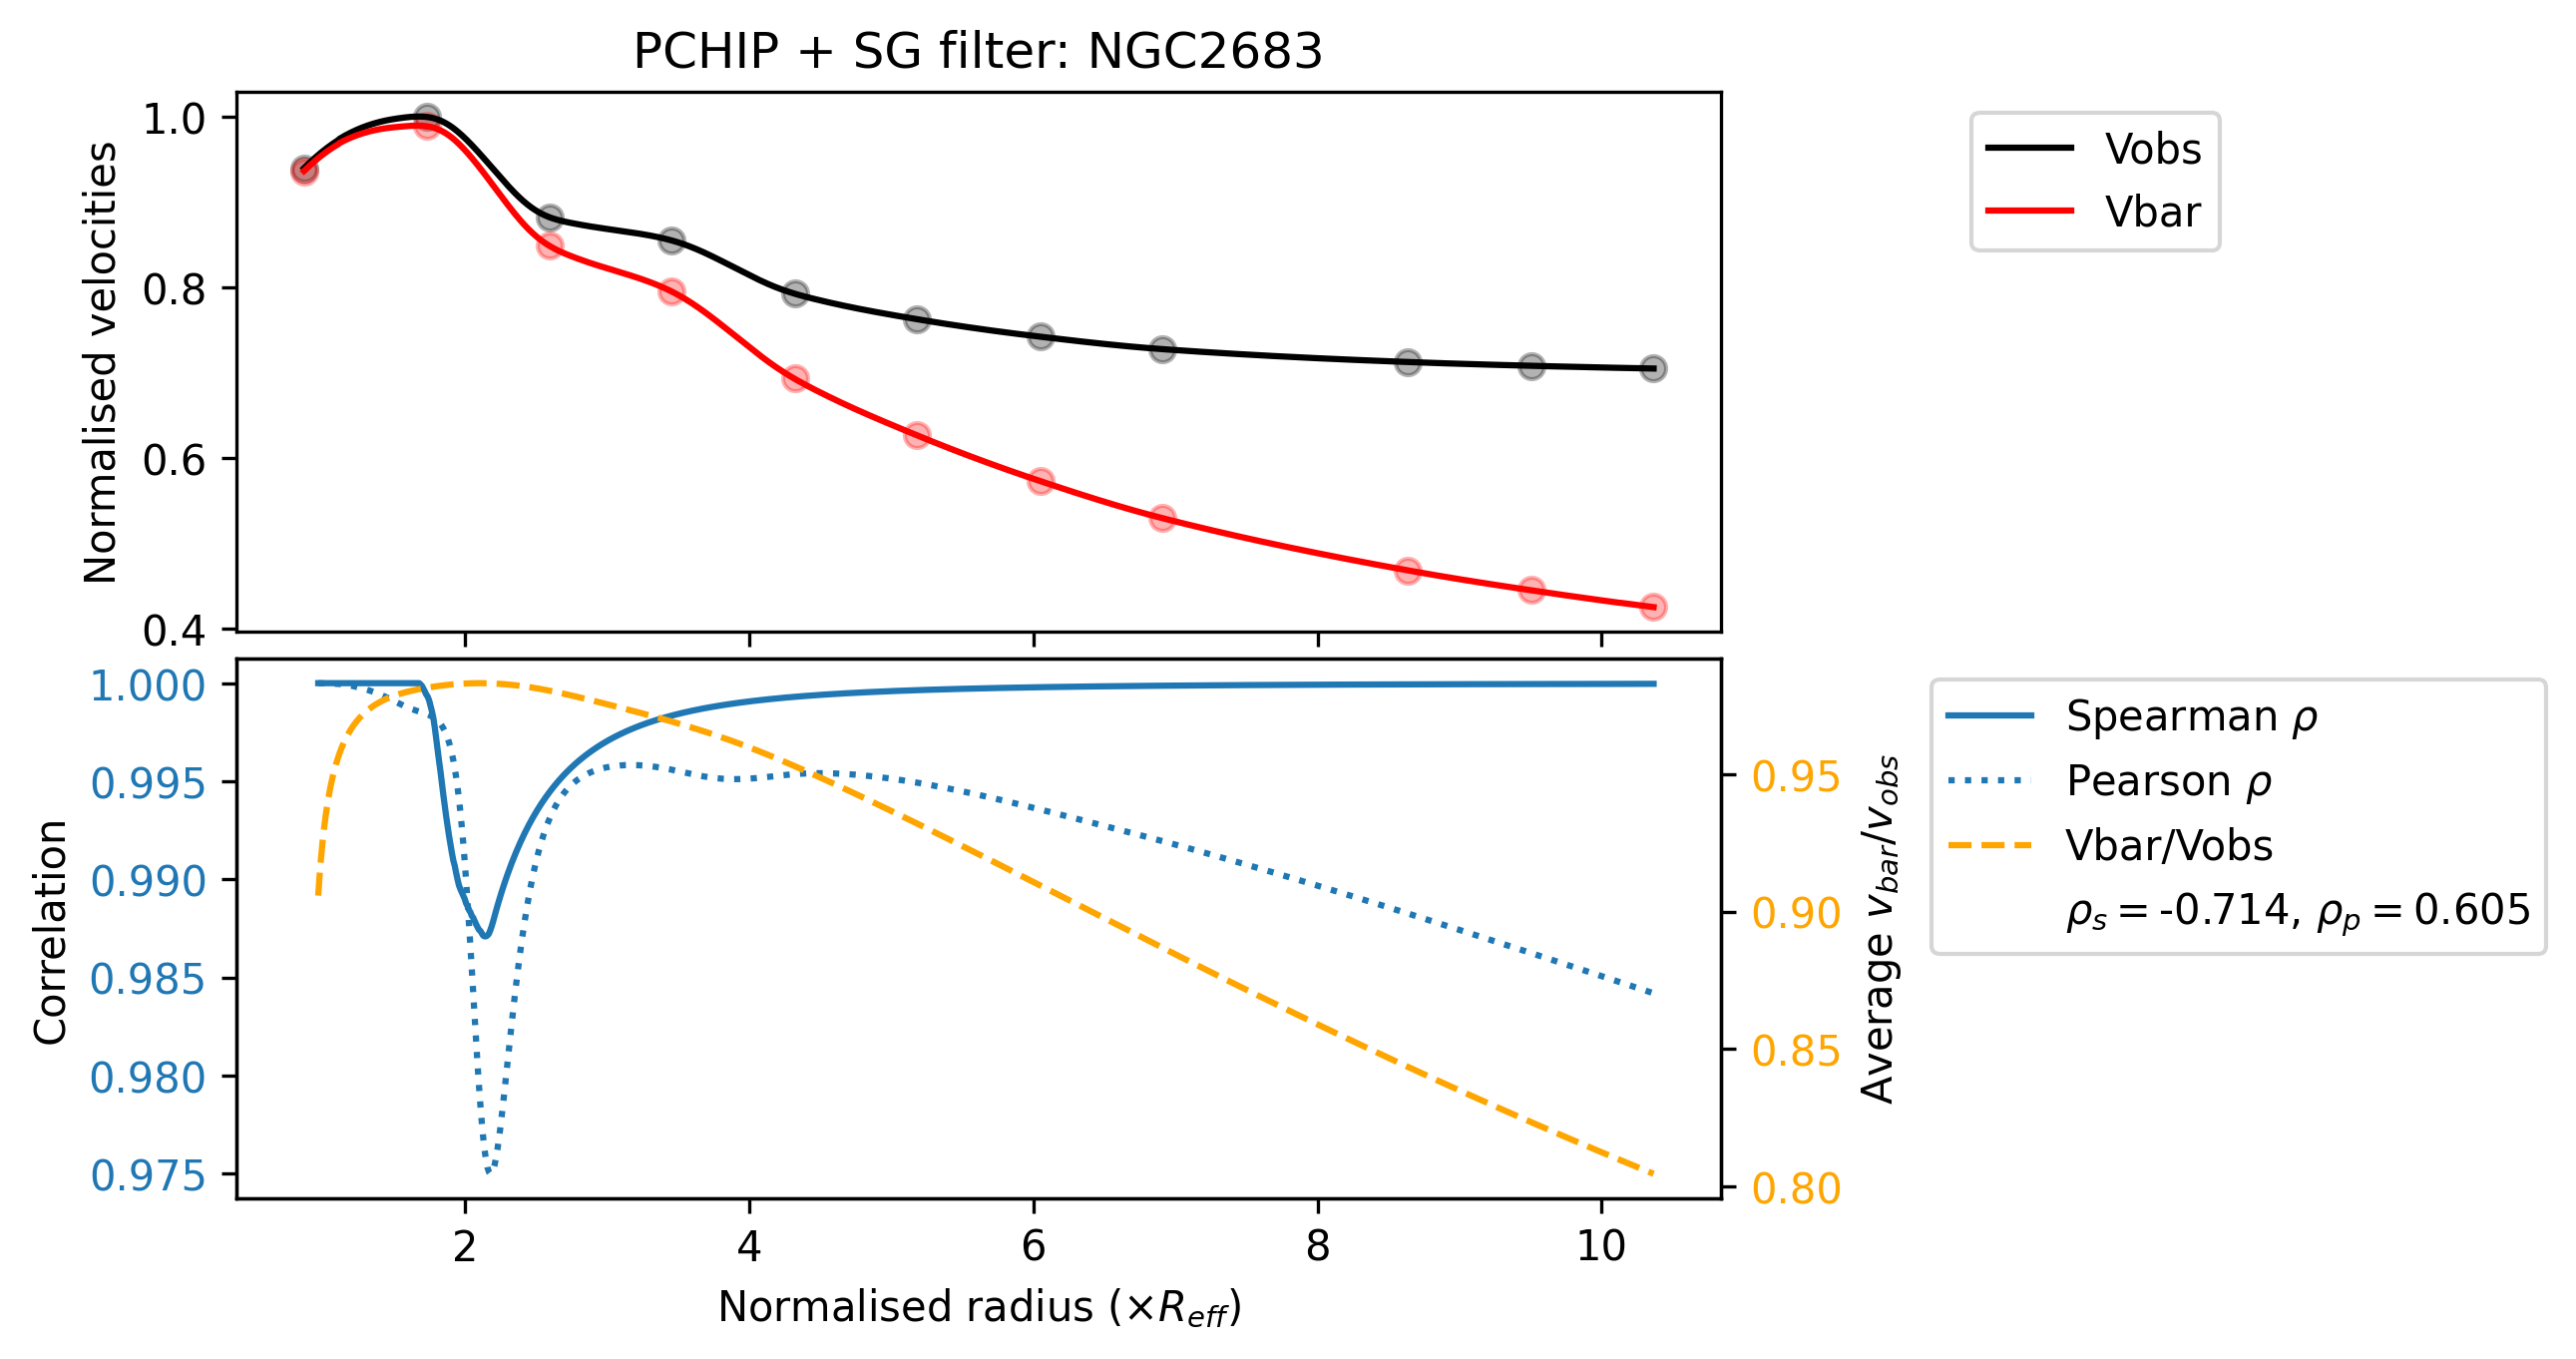 PCHIP + SG filter: NGC2683
Normalised velocities
1.0
0.8
0.6
0.4
Vobs
Vbar
Correlation
1.000
0.995
0.990
0.985
0.980
0.975
0.95
0.90
0.85
0.80
Average v_bar/v_obs
Spearman ρ
Pearson ρ
Vbar/Vobs
ρ_s = -0.714, ρ_p = 0.605
2 4 6 8 10
Normalised radius (×R_eff)